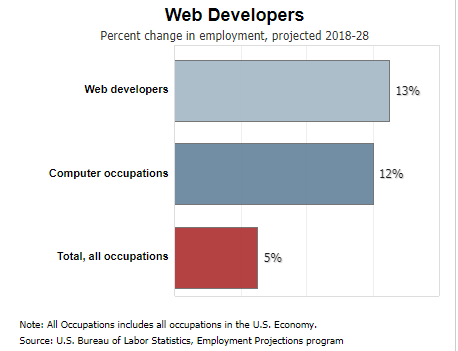 Web Developers
Percent change in employment, projected 2018-28
Web developers
13%
Computer occupations
12%
Total, all occupations
5%
Note: All Occupations includes all occupations in the U.S. Economy.
Source: U.S. Bureau of Labor Statistics, Employment Projections program